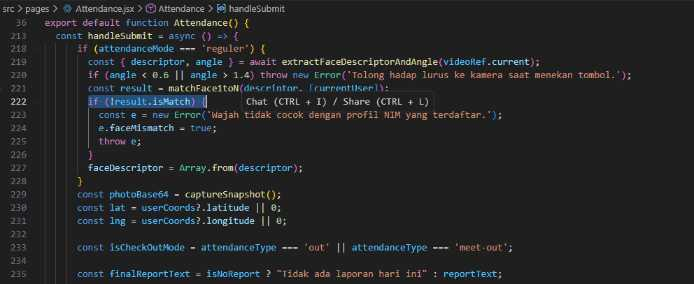 src > pages > Attendance.jsx > Attendance > handleSubmit
36 export default function Attendance() {
213 const handleSubmit = async () => {
218 if (attendanceMode === 'reguler') {
219 const { descriptor, angle } = await extractFaceDescriptorAndAngle(videoRef.current);
220 if (angle < 0.6 || angle > 1.4) throw new Error('Tolong hadap lurus ke kamera saat menekan tombol.');
221 const result = matchFace1toN(descriptor, [currentUser]);
222 if (!result.isMatch) { Chat (CTRL + I) / Share (CTRL + L)
223 const e = new Error('Wajah tidak cocok dengan profil NIM yang terdaftar.');
224 e.faceMismatch = true;
225 throw e;
226 }
227 faceDescriptor = Array.from(descriptor);
228 }
229 const photoBase64 = captureSnapshot();
230 const lat = userCoords?.latitude || 0;
231 const lng = userCoords?.longitude || 0;
232
233 const isCheckOutMode = attendanceType === 'out' || attendanceType === 'meet-out';
234
235 const finalReportText = isNoReport ? "Tidak ada laporan hari ini" : reportText;